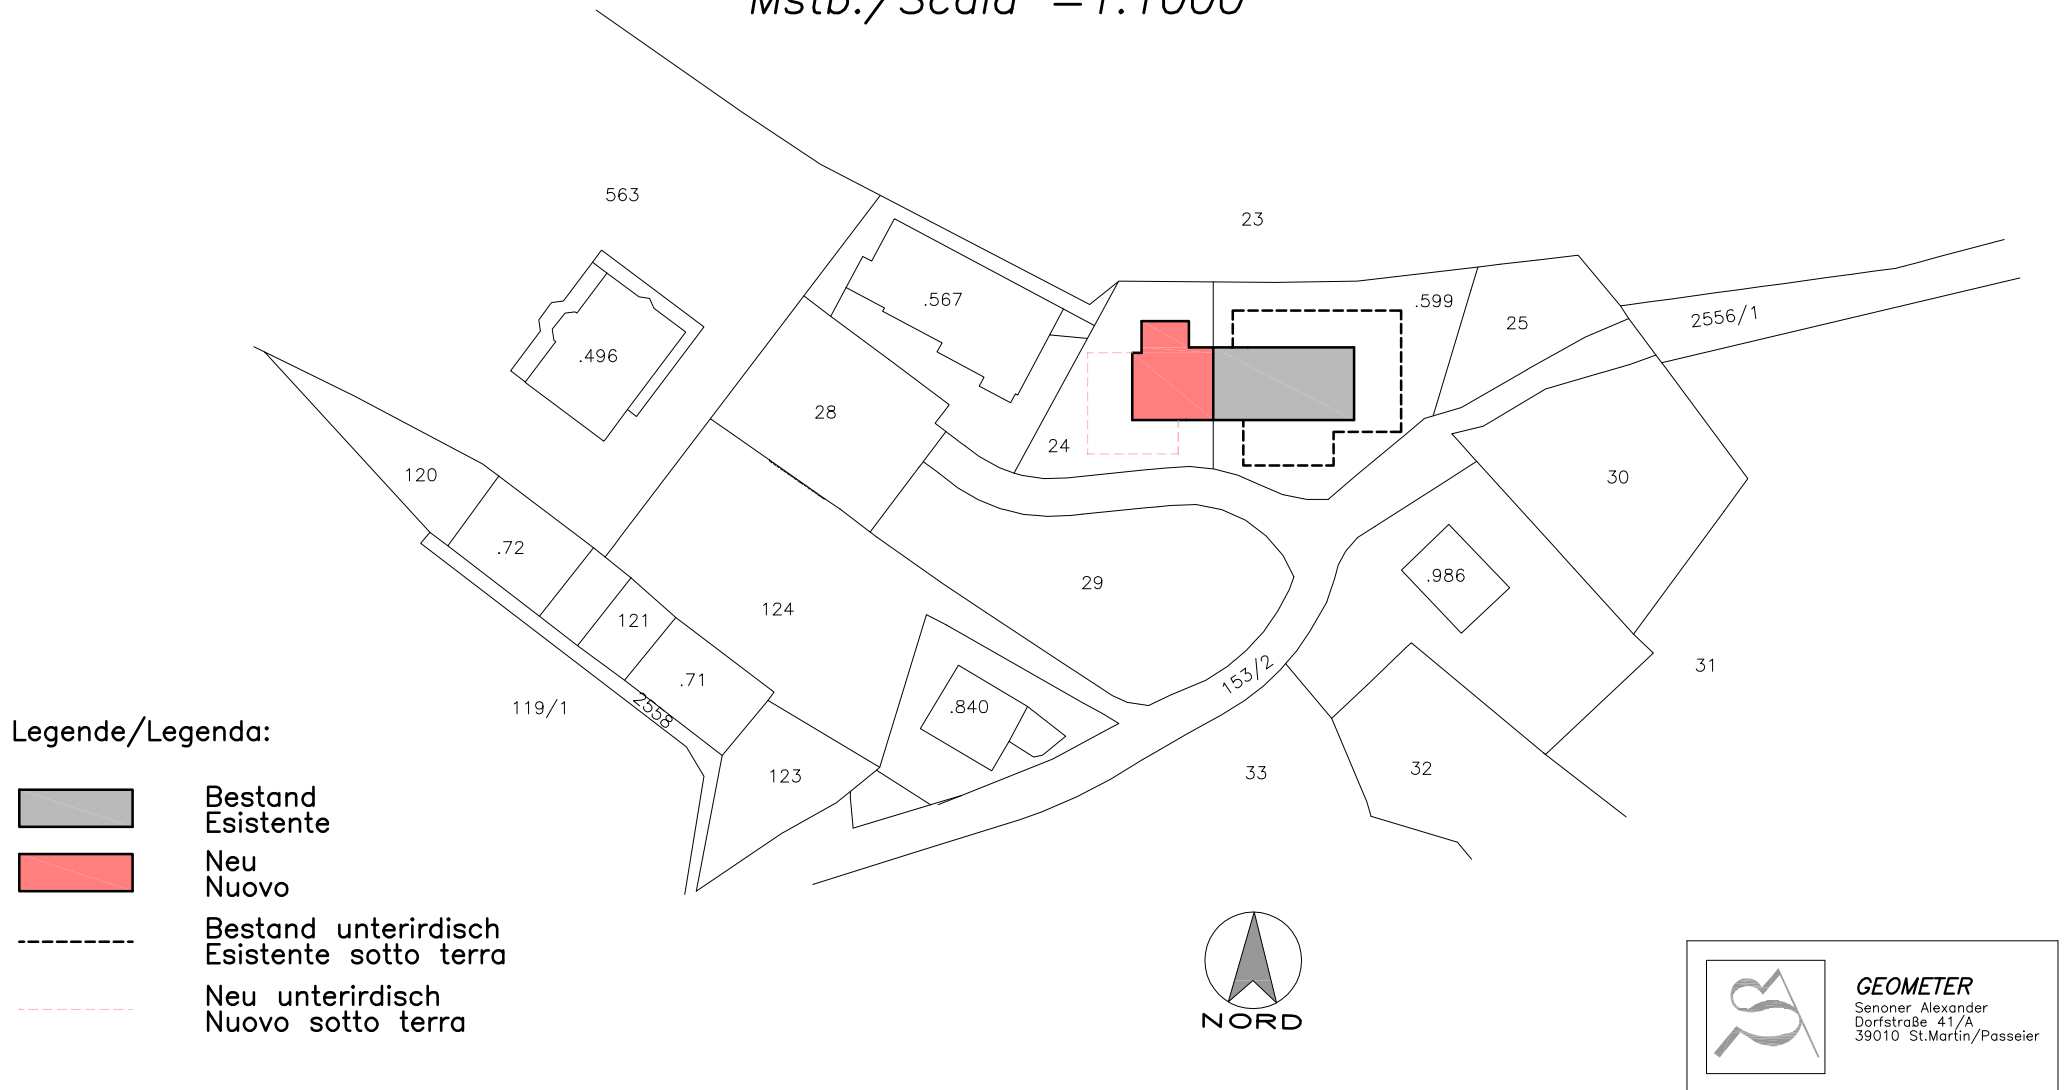 Mstb./Scala =1:1000
563
23
.567
.599
25
2556/1
.496
28
24
120
30
.72
.986
29
124
121
153/2
31
.71
.840
2558
119/1
123
33
32
Legende/Legenda:
Bestand
Esistente
Neu
Nuovo
Bestand unterirdisch
Esistente sotto terra
Neu unterirdisch
Nuovo sotto terra
NORD
GEOMETER
Senoner Alexander
Dorfstraße 41/A
39010 St.Martin/Passeier